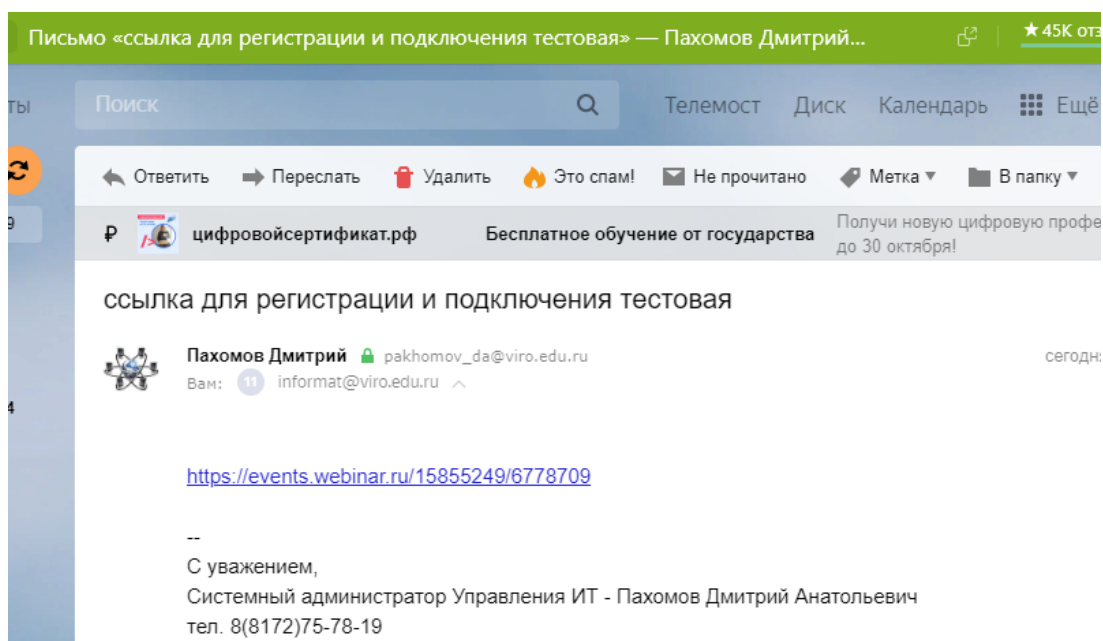 Письмо «ссылка для регистрации и подключения тестовая» — Пахомов Дмитрий...
★ 45K отз
ты
Поиск
Телемост Диск Календарь Ещё
Ответить Переслать Удалить Это спам! Не прочитано Метка В папку
9
₽ цифровойсертификат.рф Бесплатное обучение от государства Получи новую цифровую профе
до 30 октября!
ссылка для регистрации и подключения тестовая
Пахомов Дмитрий pakhomov_da@viro.edu.ru сегодн
Вам: 11 informat@viro.edu.ru
4
https://events.webinar.ru/15855249/6778709
--
С уважением,
Системный администратор Управления ИТ - Пахомов Дмитрий Анатольевич
тел. 8(8172)75-78-19